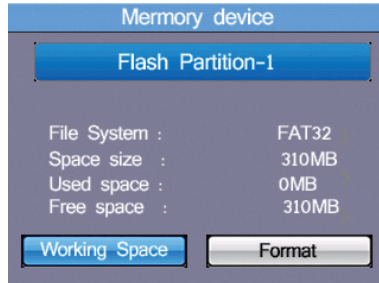 Mermory device
Flash Partition-1
File System : FAT32
Space size : 310MB
Used space : 0MB
Free space : 310MB
Working Space Format